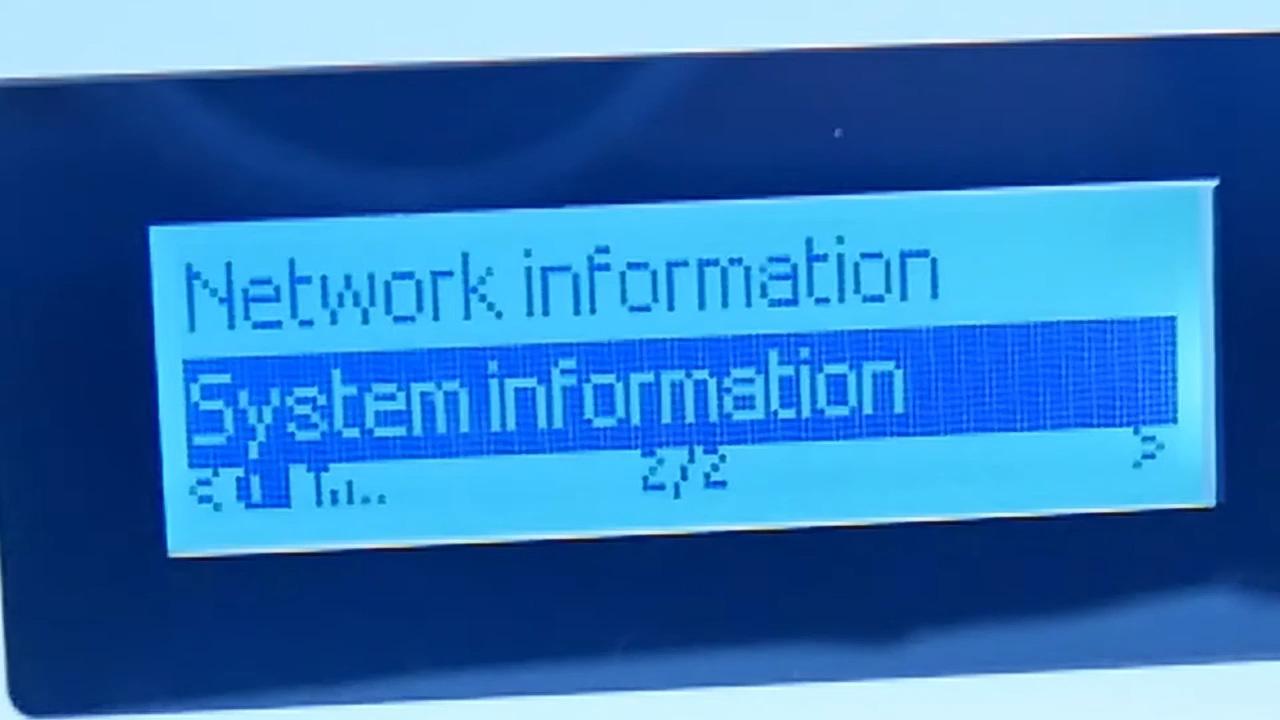 Network information
System information
< 2/2 >